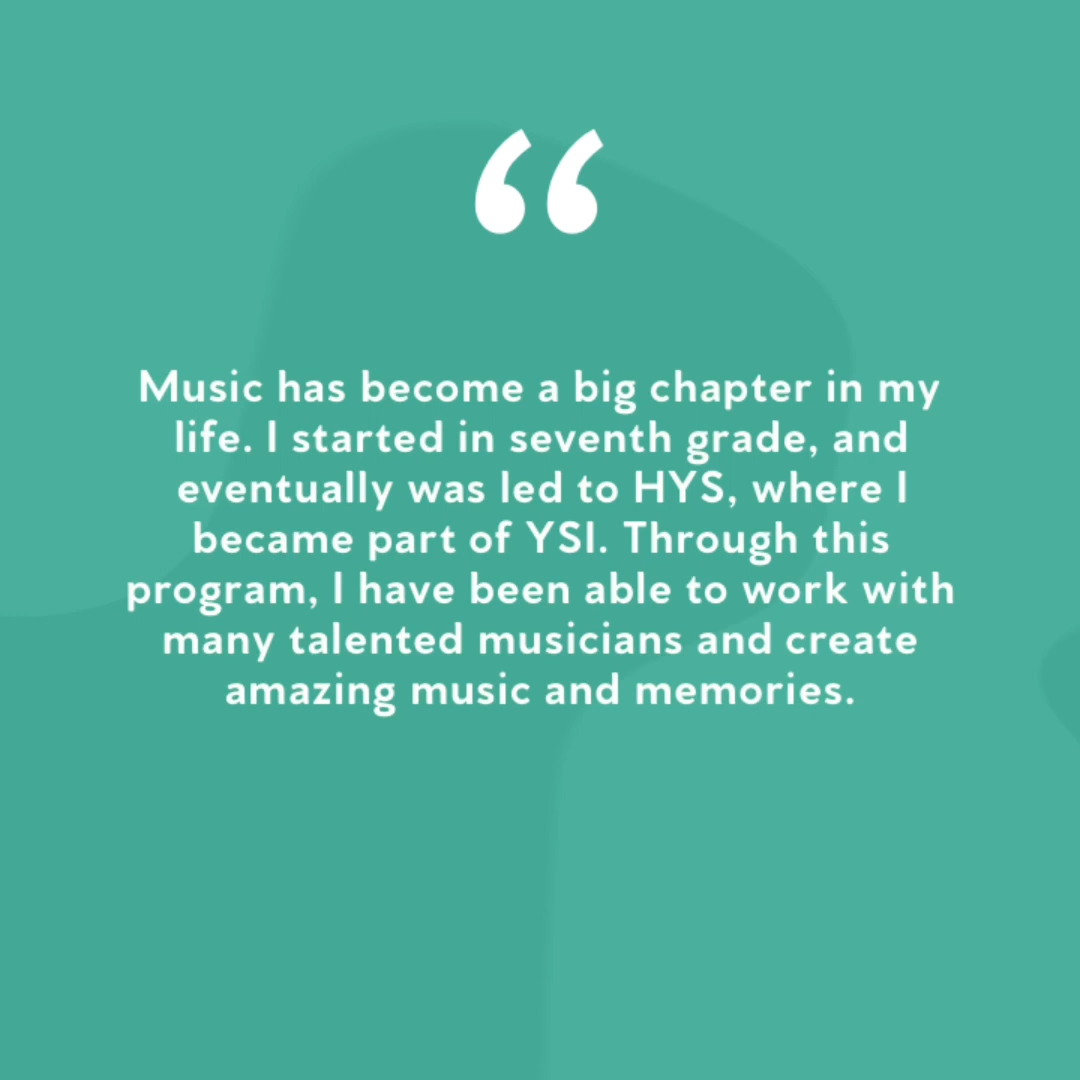 “
Music has become a big chapter in my
life. I started in seventh grade, and
eventually was led to HYS, where I
became part of YSI. Through this
program, I have been able to work with
many talented musicians and create
amazing music and memories.